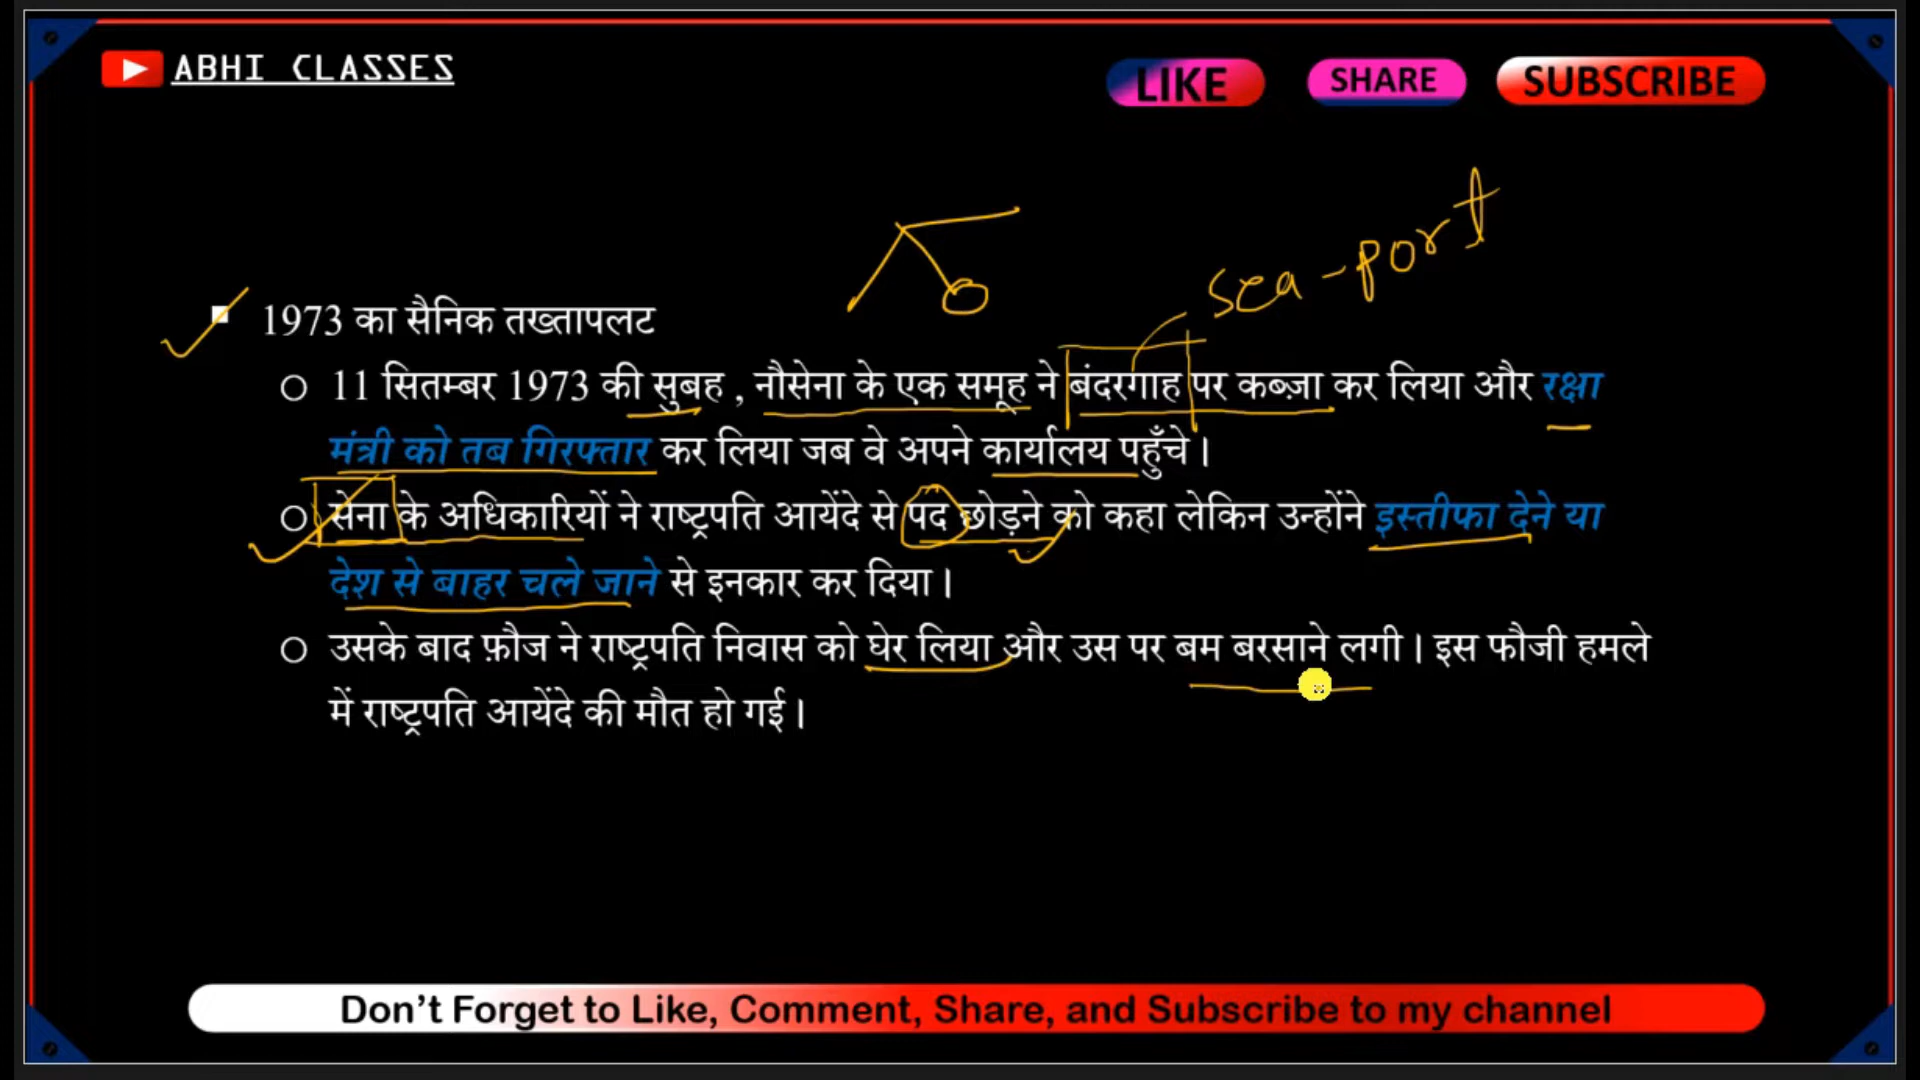 ABHI CLASSES
LIKE
SHARE
SUBSCRIBE
sea-port
1973 का सैनिक तख्तापलट
11 सितम्बर 1973 की सुबह , नौसेना के एक समूह ने बंदरगाह पर कब्ज़ा कर लिया और रक्षा
मंत्री को तब गिरफ्तार कर लिया जब वे अपने कार्यालय पहुँचे ।
सेना के अधिकारियों ने राष्ट्रपति आयेंदे से पद छोड़ने को कहा लेकिन उन्होंने इस्तीफा देने या
देश से बाहर चले जाने से इनकार कर दिया ।
उसके बाद फ़ौज ने राष्ट्रपति निवास को घेर लिया और उस पर बम बरसाने लगी । इस फौजी हमले
में राष्ट्रपति आयेंदे की मौत हो गई ।
Don't Forget to Like, Comment, Share, and Subscribe to my channel